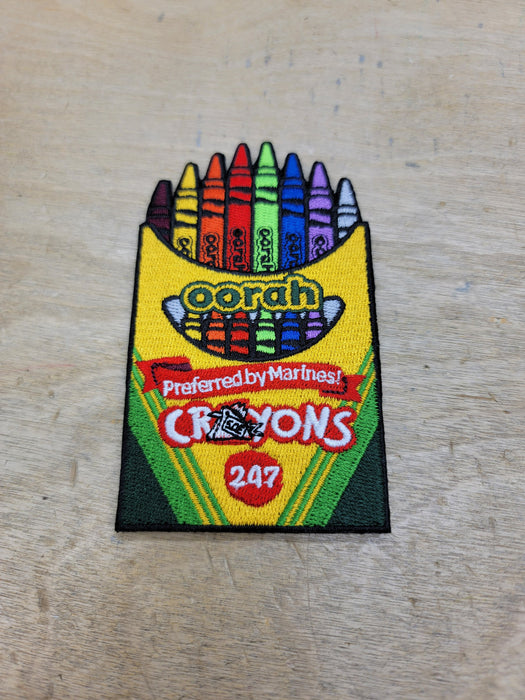 oorah
Preferred by Marines!
CRAYONS
247